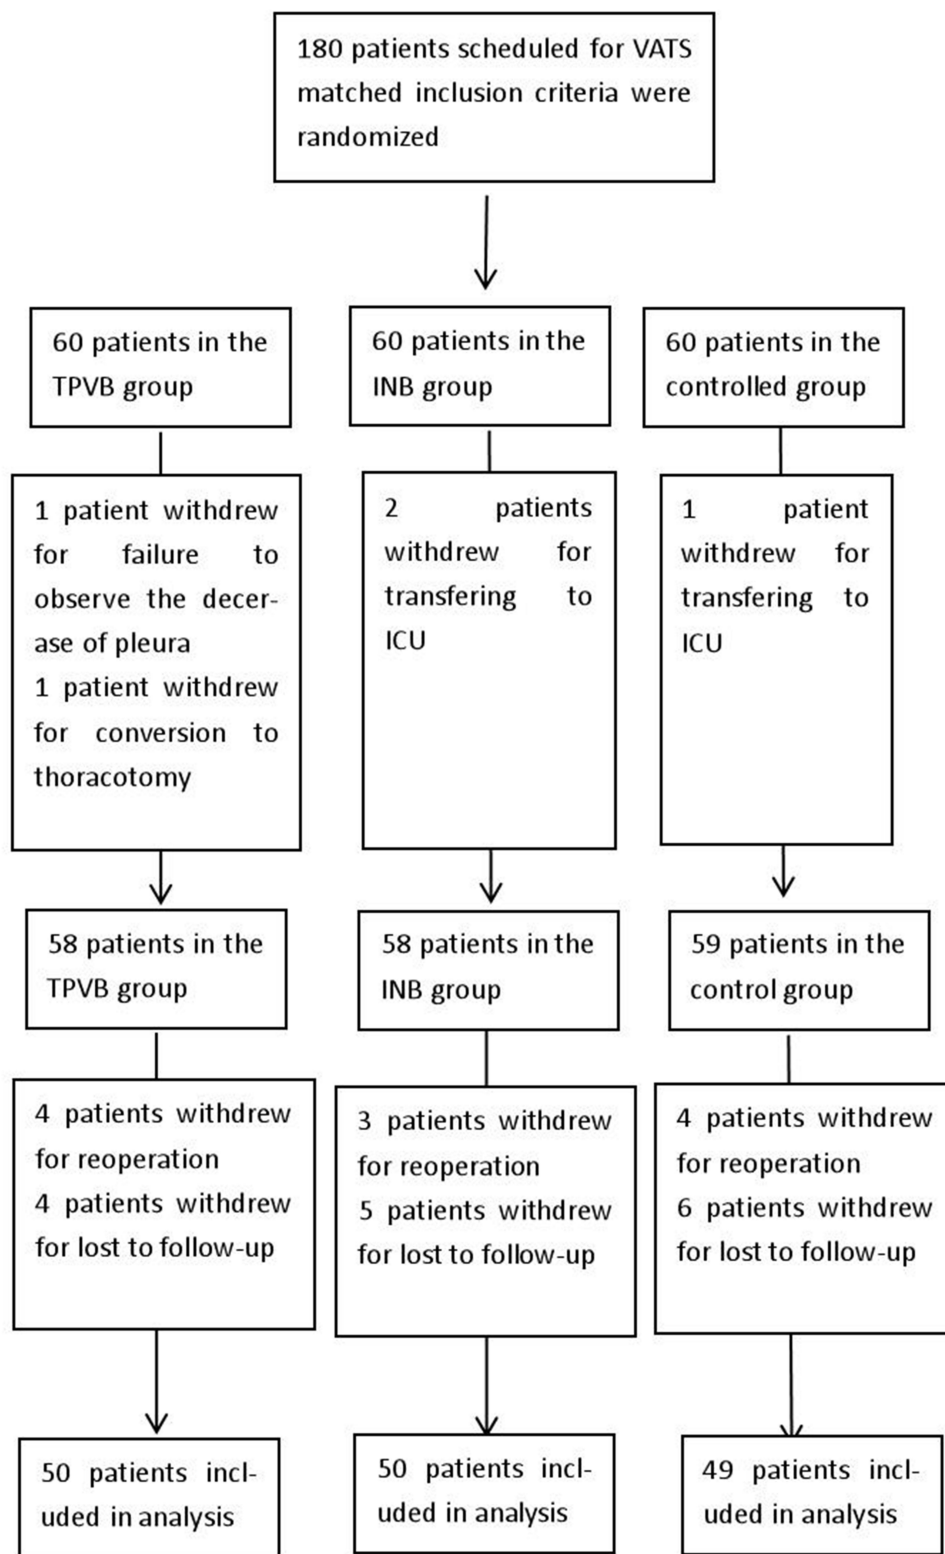 180 patients scheduled for VATS
matched inclusion criteria were
randomized
60 patients in the
TPVB group
60 patients in the
INB group
60 patients in the
controlled group
1 patient withdrew
for failure to
observe the decer-
ase of pleura
1 patient withdrew
for conversion to
thoracotomy
2 patients
withdrew for
transfering to
ICU
1 patient
withdrew for
transfering to
ICU
58 patients in the
TPVB group
58 patients in the
INB group
59 patients in the
control group
4 patients withdrew
for reoperation
4 patients withdrew
for lost to follow-up
3 patients withdrew
for reoperation
5 patients withdrew
for lost to follow-up
4 patients withdrew
for reoperation
6 patients withdrew
for lost to follow-up
50 patients incl-
uded in analysis
50 patients incl-
uded in analysis
49 patients incl-
uded in analysis